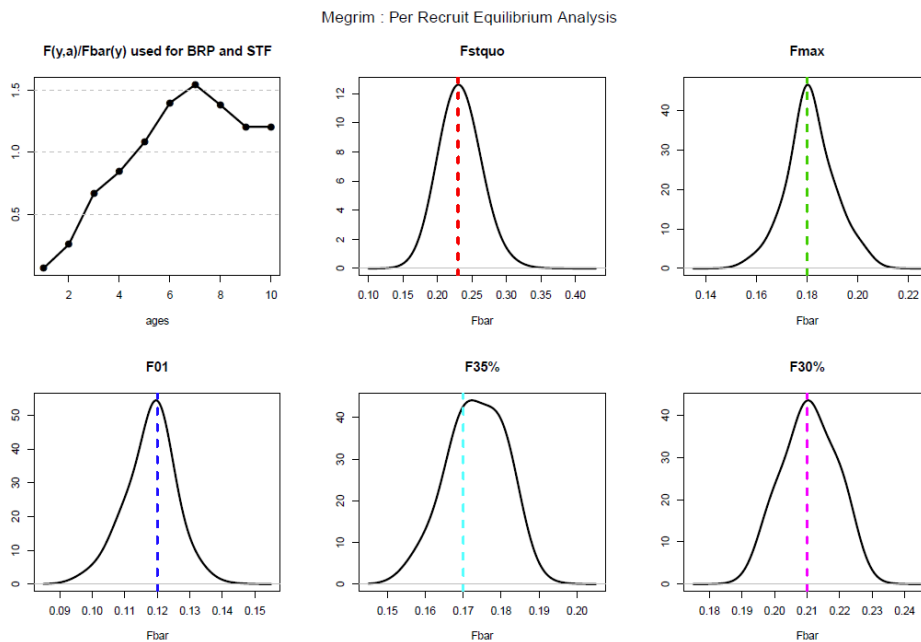 Megrim : Per Recruit Equilibrium Analysis
F(y,a)/Fbar(y) used for BRP and STF
1.5
1.0
0.5
2 4 6 8 10
ages
Fstquo
12
10
8
6
4
2
0
0.10 0.15 0.20 0.25 0.30 0.35 0.40
Fbar
Fmax
40
30
20
10
0
0.14 0.16 0.18 0.20 0.22
Fbar
F01
50
40
30
20
10
0
0.09 0.10 0.11 0.12 0.13 0.14 0.15
Fbar
F35%
40
30
20
10
0
0.15 0.16 0.17 0.18 0.19 0.20
Fbar
F30%
40
30
20
10
0
0.18 0.19 0.20 0.21 0.22 0.23 0.24
Fbar